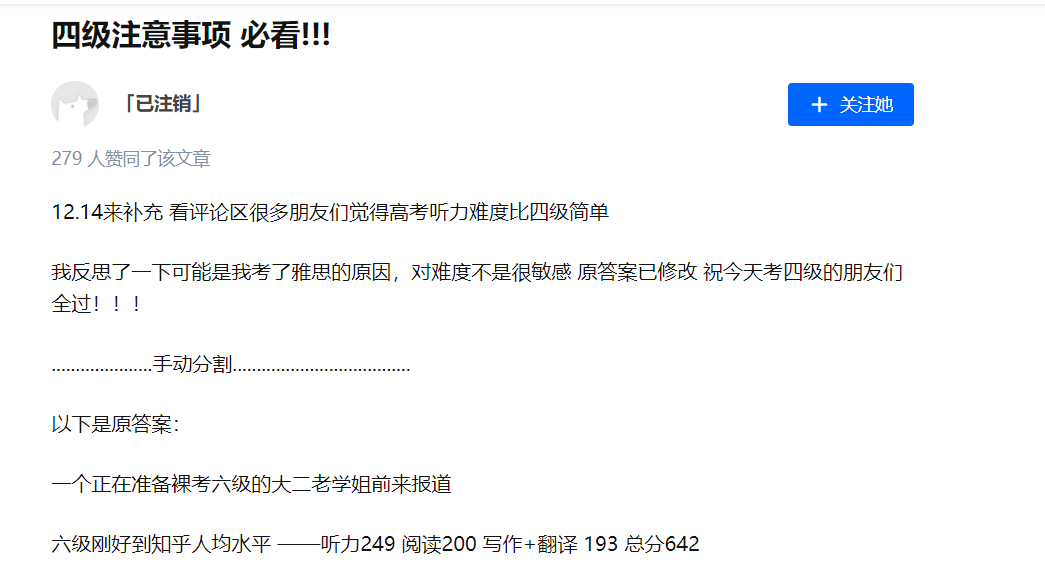 四级注意事项 必看!!!
「已注销」
+ 关注她
279 人赞同了该文章
12.14来补充 看评论区很多朋友们觉得高考听力难度比四级简单
我反思了一下可能是我考了雅思的原因，对难度不是很敏感 原答案已修改 祝今天考四级的朋友们
全过！！！
.....................手动分割.....................................
以下是原答案：
一个正在准备裸考六级的大二老学姐前来报道
六级刚好到知乎人均水平 ——听力249 阅读200 写作+翻译 193 总分642